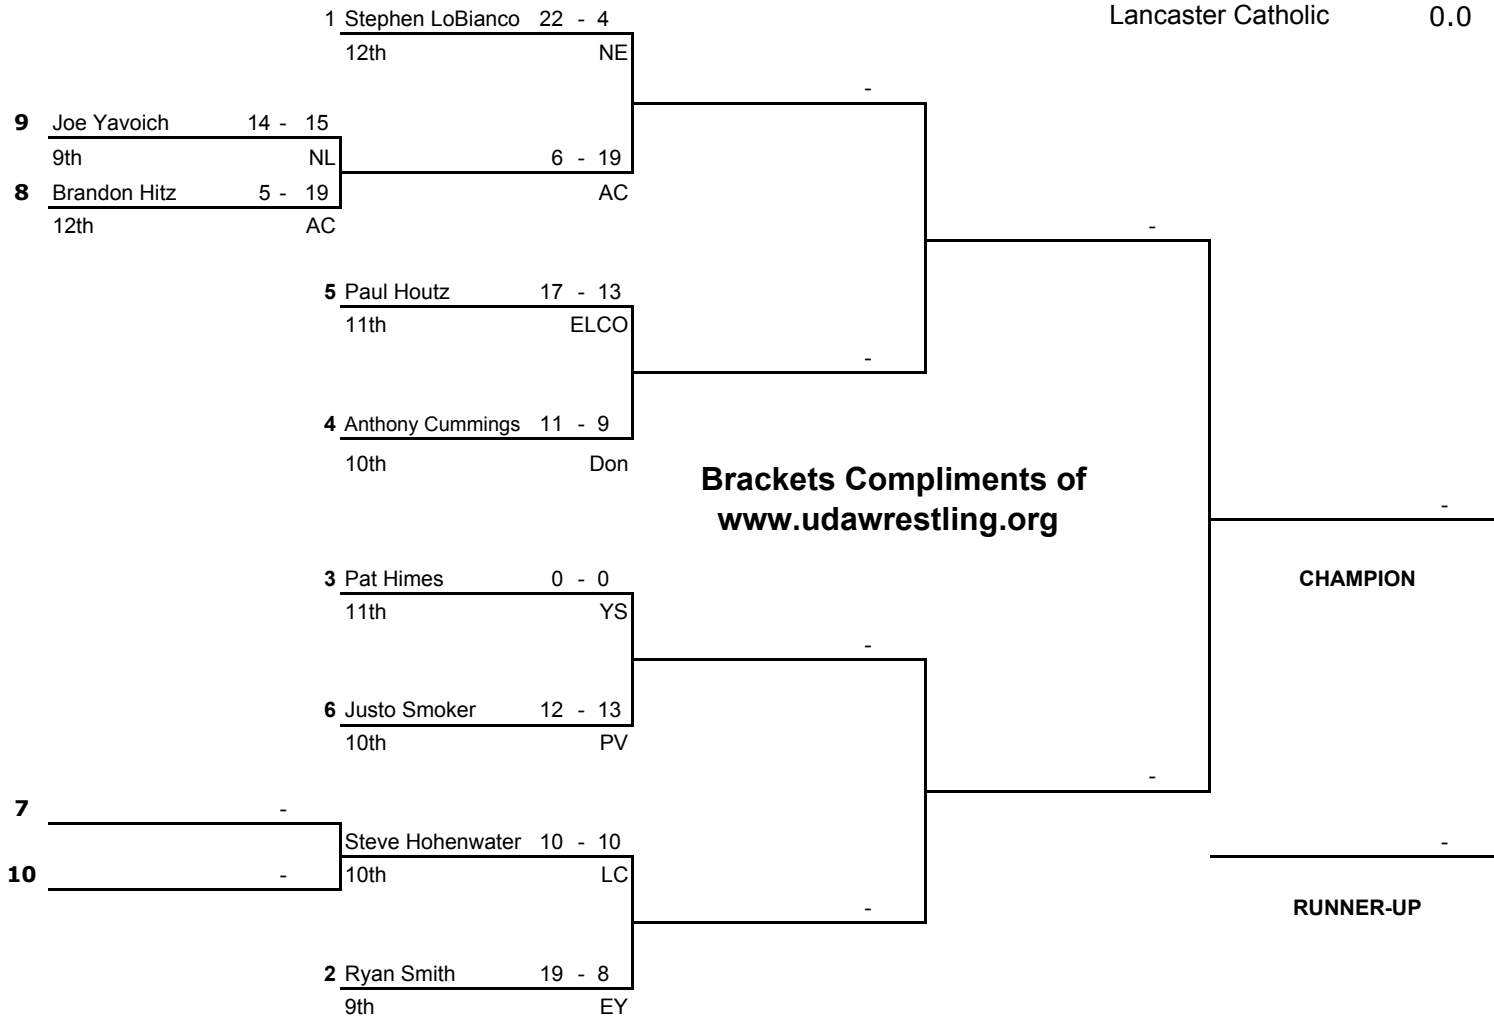 1 Stephen LoBianco 22 - 4
Lancaster Catholic 0.0
12th NE
-
9 Joe Yavoich 14 - 15
9th NL
6 - 19
8 Brandon Hitz 5 - 19
AC
12th AC
-
5 Paul Houtz 17 - 13
11th ELCO
-
4 Anthony Cummings 11 - 9
10th Don
Brackets Compliments of
www.udawrestling.org
-
3 Pat Himes 0 - 0
CHAMPION
11th YS
-
6 Justo Smoker 12 - 13
10th PV
-
7 -
Steve Hohenwater 10 - 10
-
10 -
10th LC
-
RUNNER-UP
2 Ryan Smith 19 - 8
9th EY